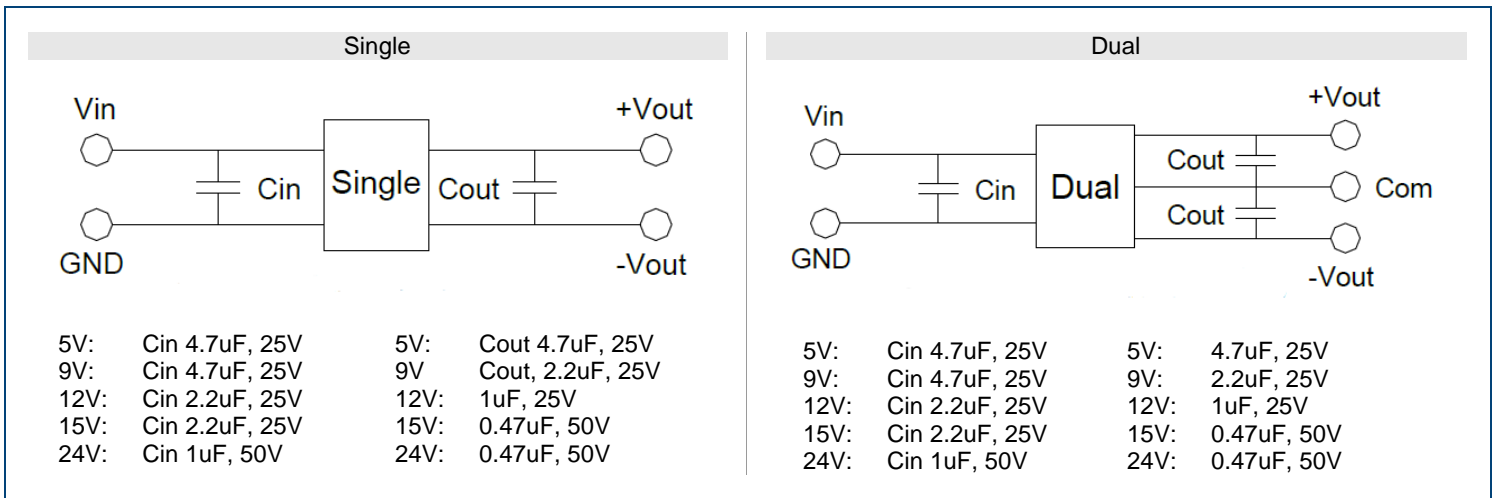 Single
Vin
+Vout
Cin
Single
Cout
GND
-Vout
5V: Cin 4.7uF, 25V 5V: Cout 4.7uF, 25V
9V: Cin 4.7uF, 25V 9V Cout, 2.2uF, 25V
12V: Cin 2.2uF, 25V 12V: 1uF, 25V
15V: Cin 2.2uF, 25V 15V: 0.47uF, 50V
24V: Cin 1uF, 50V 24V: 0.47uF, 50V
Dual
Vin
+Vout
Cout
Cin
Dual
Com
Cout
GND
-Vout
5V: Cin 4.7uF, 25V 5V: 4.7uF, 25V
9V: Cin 4.7uF, 25V 9V: 2.2uF, 25V
12V: Cin 2.2uF, 25V 12V: 1uF, 25V
15V: Cin 2.2uF, 25V 15V: 0.47uF, 50V
24V: Cin 1uF, 50V 24V: 0.47uF, 50V